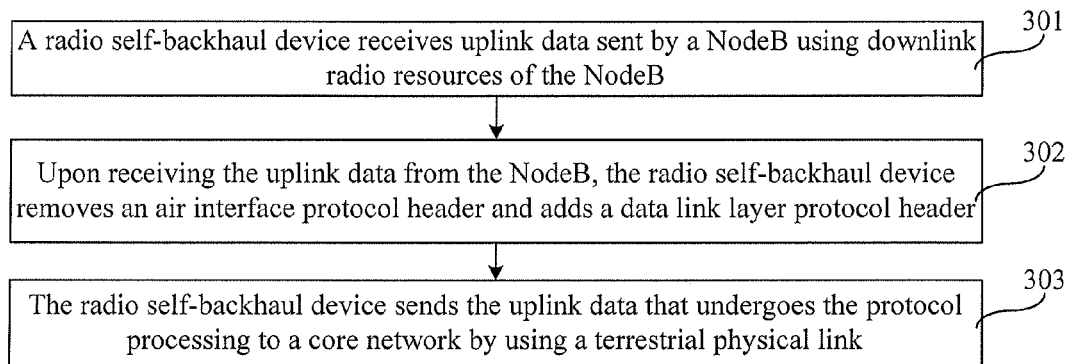 301
A radio self-backhaul device receives uplink data sent by a NodeB using downlink
radio resources of the NodeB
302
Upon receiving the uplink data from the NodeB, the radio self-backhaul device
removes an air interface protocol header and adds a data link layer protocol header
303
The radio self-backhaul device sends the uplink data that undergoes the protocol
processing to a core network by using a terrestrial physical link